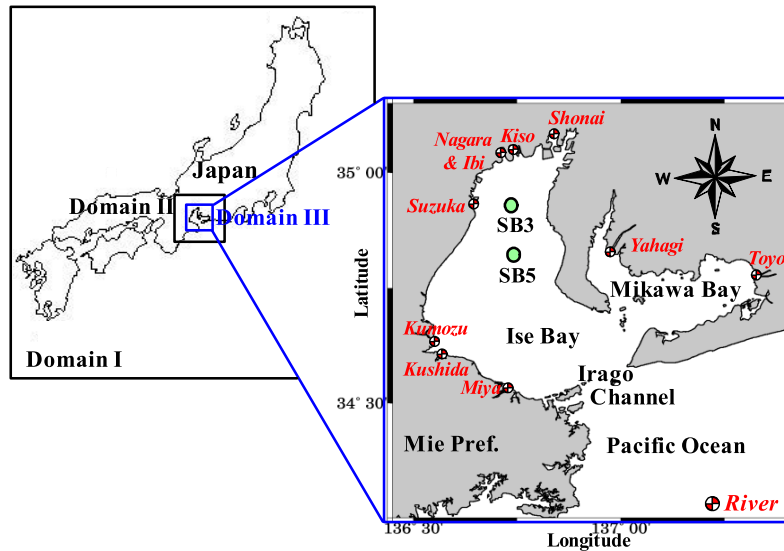 Japan
Domain II
Domain III
Domain I
Shonai
Nagara
& Ibi
Kiso
35° 00'
Suzuka
SB3
SB5
N
W
E
S
Yahagi
Toyo
Mikawa Bay
Latitude
Kumozu
Ise Bay
Kushida
Miya
Irago
Channel
34° 30'
Mie Pref.
Pacific Ocean
River
136° 30'
137° 00'
Longitude